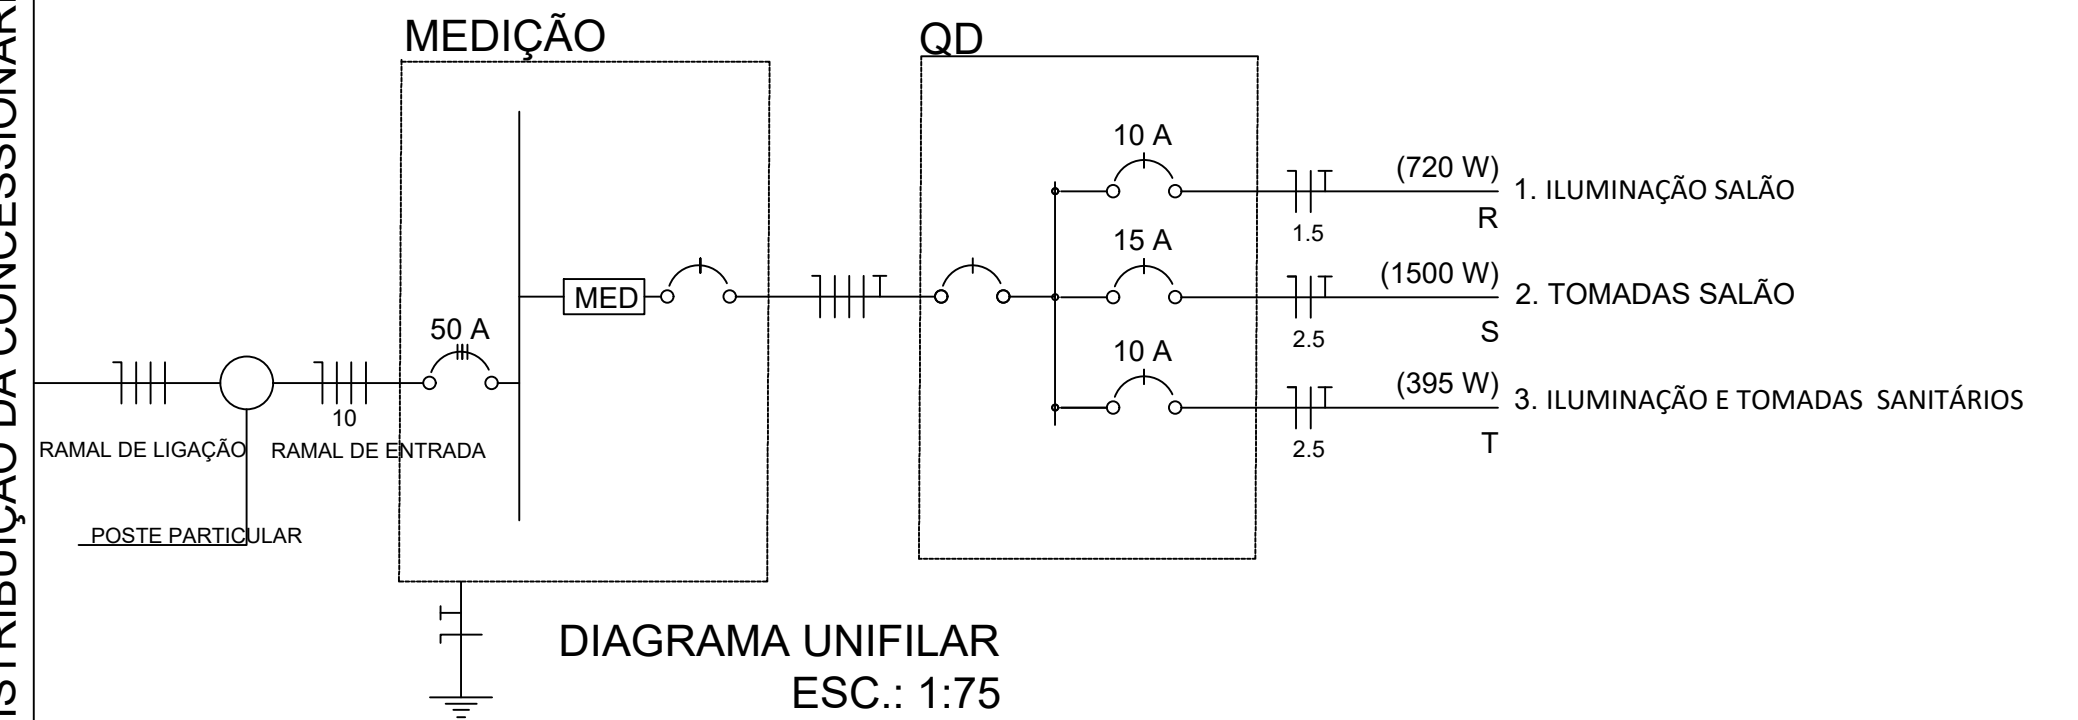 ISTRIBUIÇÃO DA CONCESSIONARI
MEDIÇÃO
QD
50 A
MED
10
RAMAL DE LIGAÇÃO
RAMAL DE ENTRADA
POSTE PARTICULAR
10 A
(720 W)
1. ILUMINAÇÃO SALÃO
R
1.5
15 A
(1500 W)
2. TOMADAS SALÃO
S
2.5
10 A
(395 W)
3. ILUMINAÇÃO E TOMADAS SANITÁRIOS
T
2.5
DIAGRAMA UNIFILAR
ESC.: 1:75